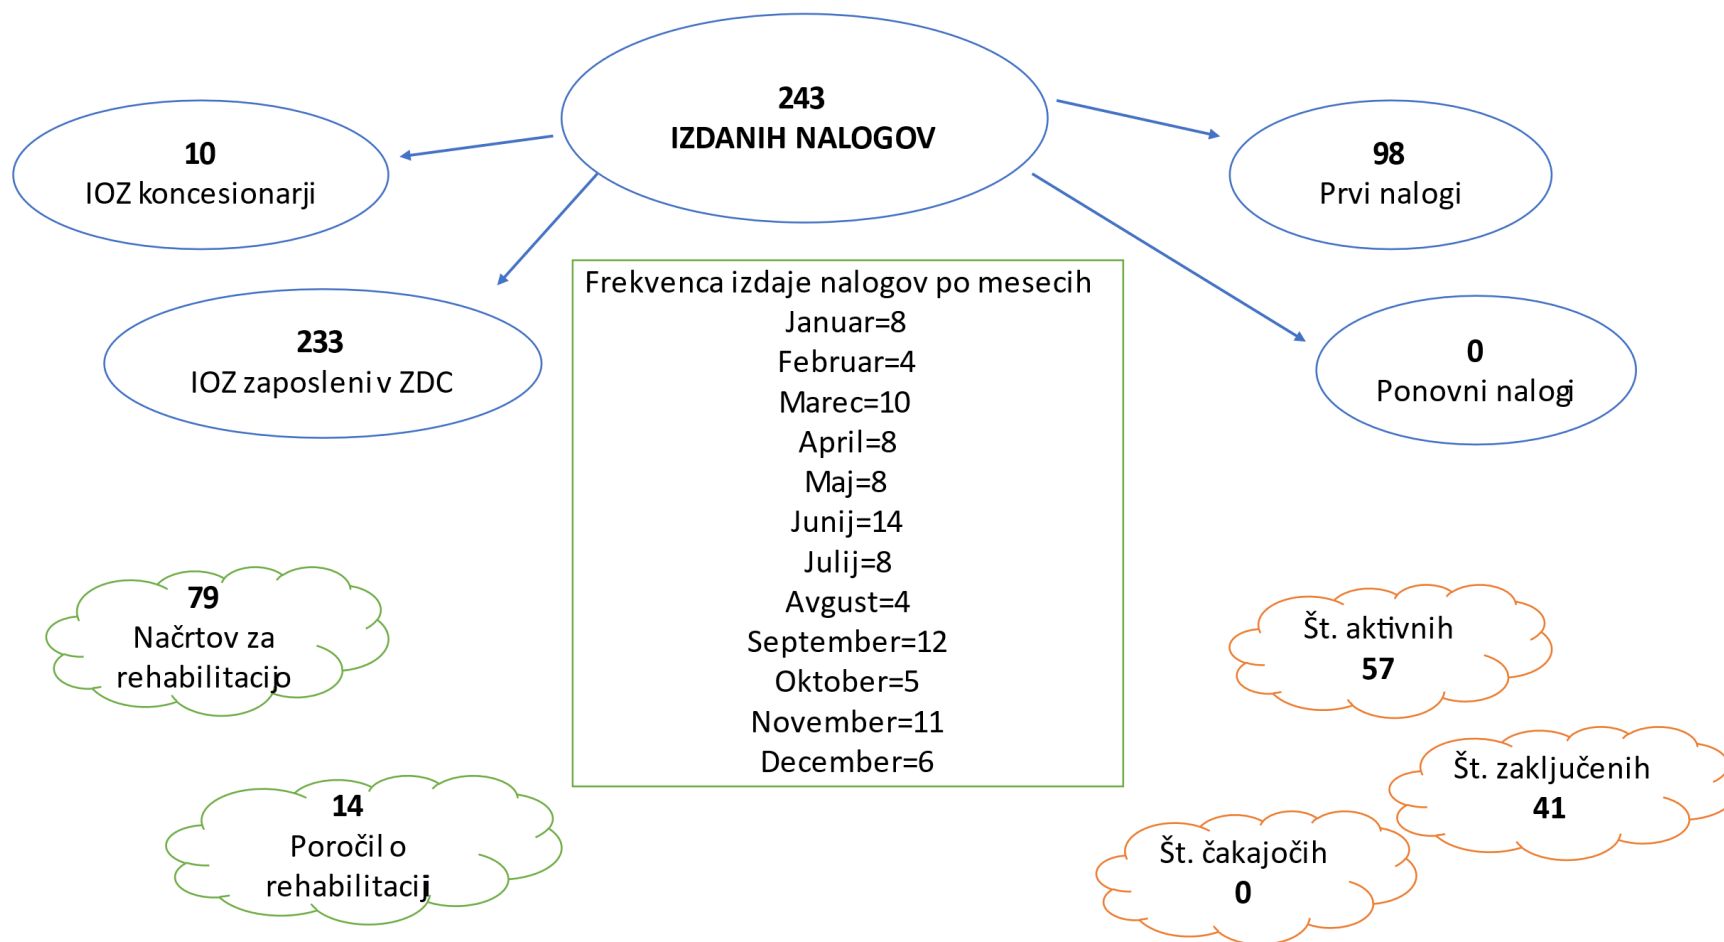 243
IZDANIH NALOGOV
10
IOZ koncesionarji
98
Prvi nalogi
233
IOZ zaposleni v ZDC
0
Ponovni nalogi
Frekvenca izdaje nalogov po mesecih
Januar=8
Februar=4
Marec=10
April=8
Maj=8
Junij=14
Julij=8
Avgust=4
September=12
Oktober=5
November=11
December=6
79
Načrtov za
rehabilitacijo
14
Poročil o
rehabilitaciji
Št. aktivnih
57
Št. zaključenih
41
Št. čakajočih
0